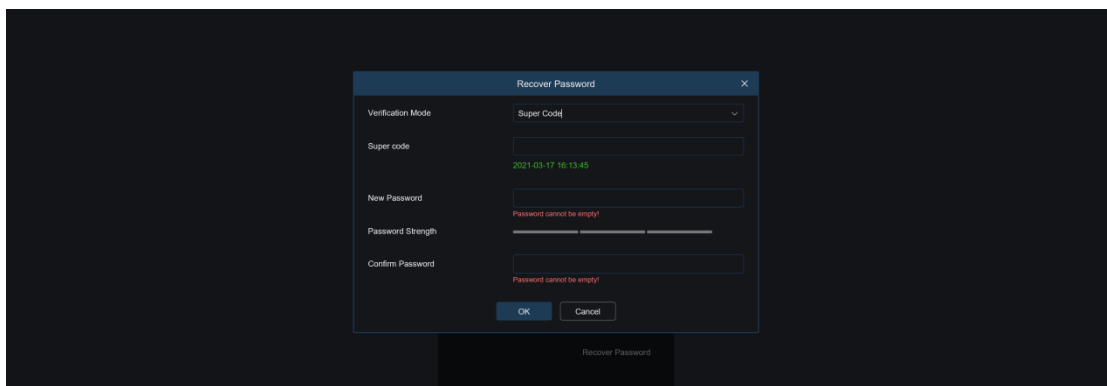 Recover Password
Verification Mode Super Code
Super code
2021-03-17 16:13:45
New Password
Password cannot be empty!
Password Strength
Confirm Password
Password cannot be empty!
OK Cancel
Recover Password